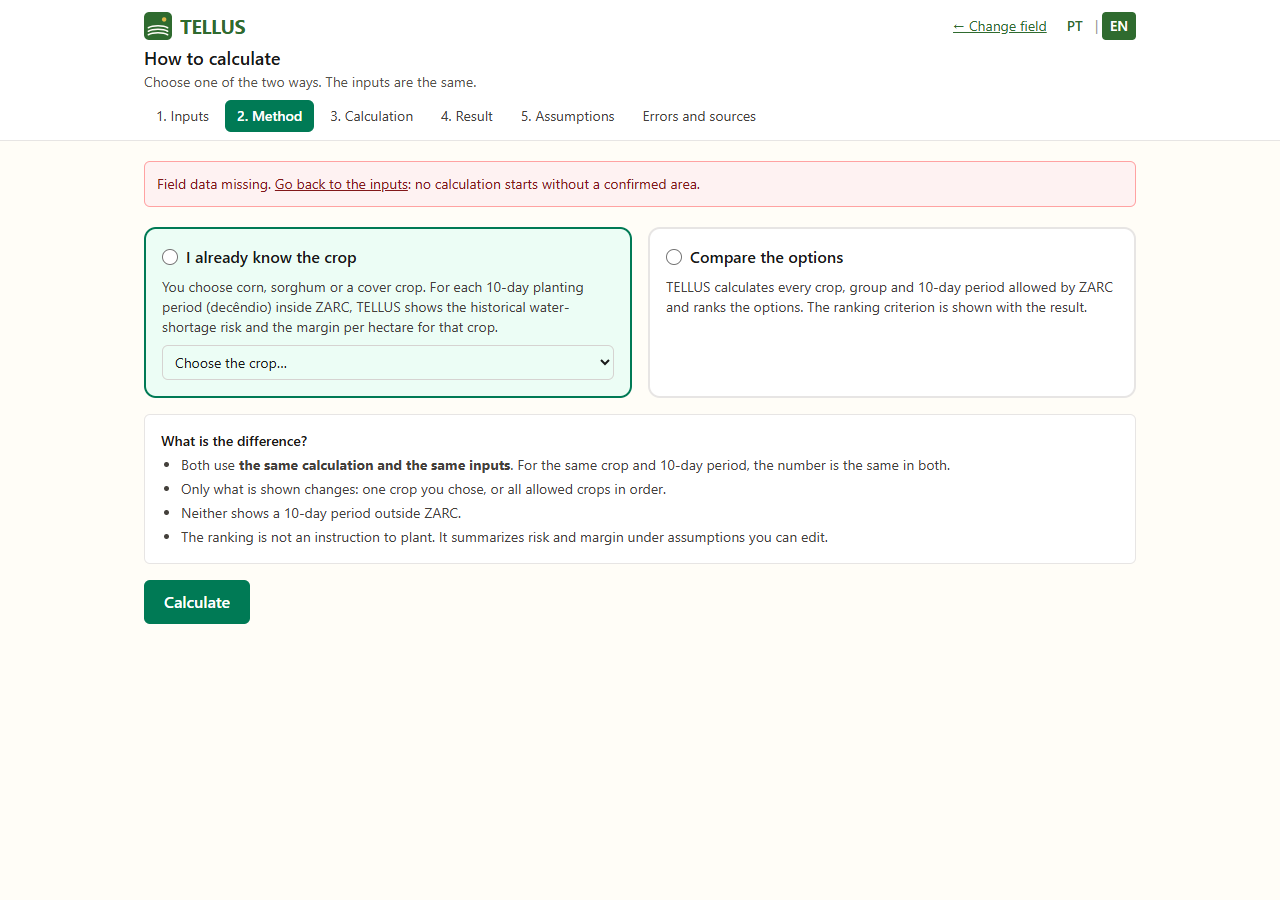 TELLUS
← Change field
PT | EN
How to calculate
Choose one of the two ways. The inputs are the same.
1. Inputs
2. Method
3. Calculation
4. Result
5. Assumptions
Errors and sources
Field data missing. Go back to the inputs: no calculation starts without a confirmed area.
I already know the crop
You choose corn, sorghum or a cover crop. For each 10-day planting
period (decêndio) inside ZARC, TELLUS shows the historical water-
shortage risk and the margin per hectare for that crop.
Choose the crop...
Compare the options
TELLUS calculates every crop, group and 10-day period allowed by ZARC
and ranks the options. The ranking criterion is shown with the result.
What is the difference?
• Both use the same calculation and the same inputs. For the same crop and 10-day period, the number is the same in both.
• Only what is shown changes: one crop you chose, or all allowed crops in order.
• Neither shows a 10-day period outside ZARC.
• The ranking is not an instruction to plant. It summarizes risk and margin under assumptions you can edit.
Calculate